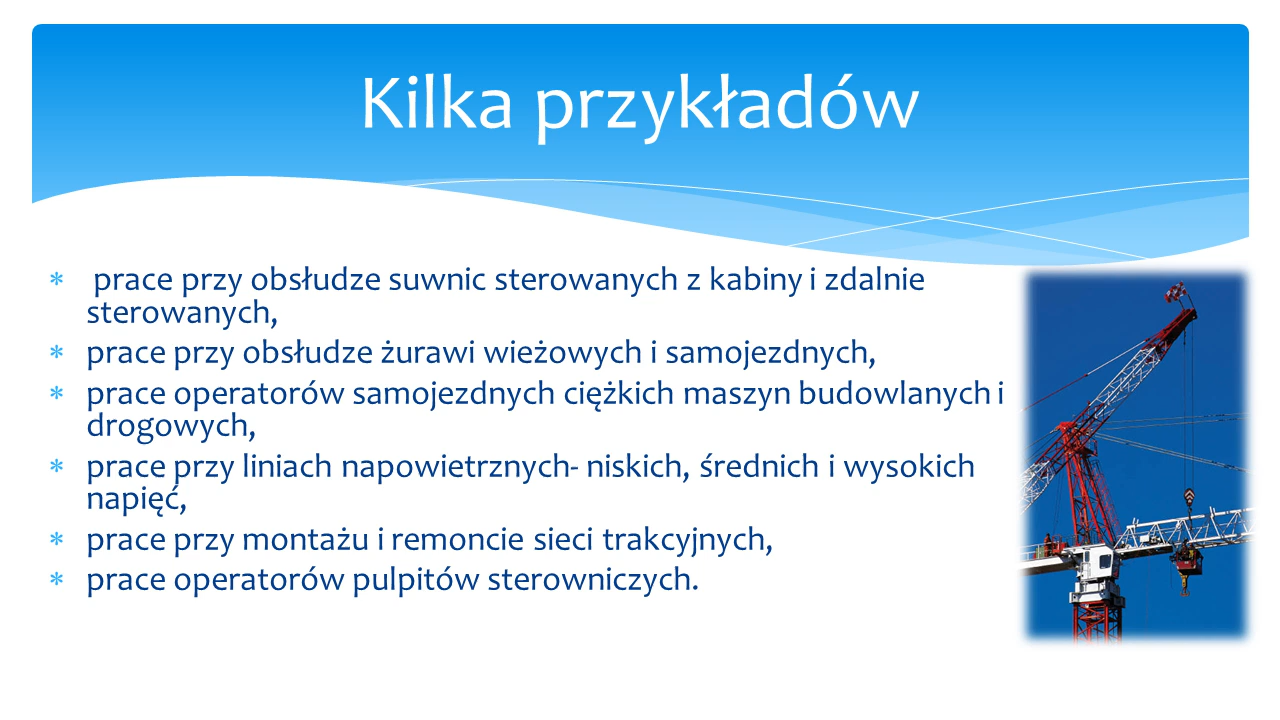 Kilka przykładów
* prace przy obsłudze suwnic sterowanych z kabiny i zdalnie
sterowanych,
* prace przy obsłudze żurawi wieżowych i samojezdnych,
* prace operatorów samojezdnych ciężkich maszyn budowlanych i
drogowych,
* prace przy liniach napowietrznych- niskich, średnich i wysokich
napięć,
* prace przy montażu i remoncie sieci trakcyjnych,
* prace operatorów pulpitów sterowniczych.